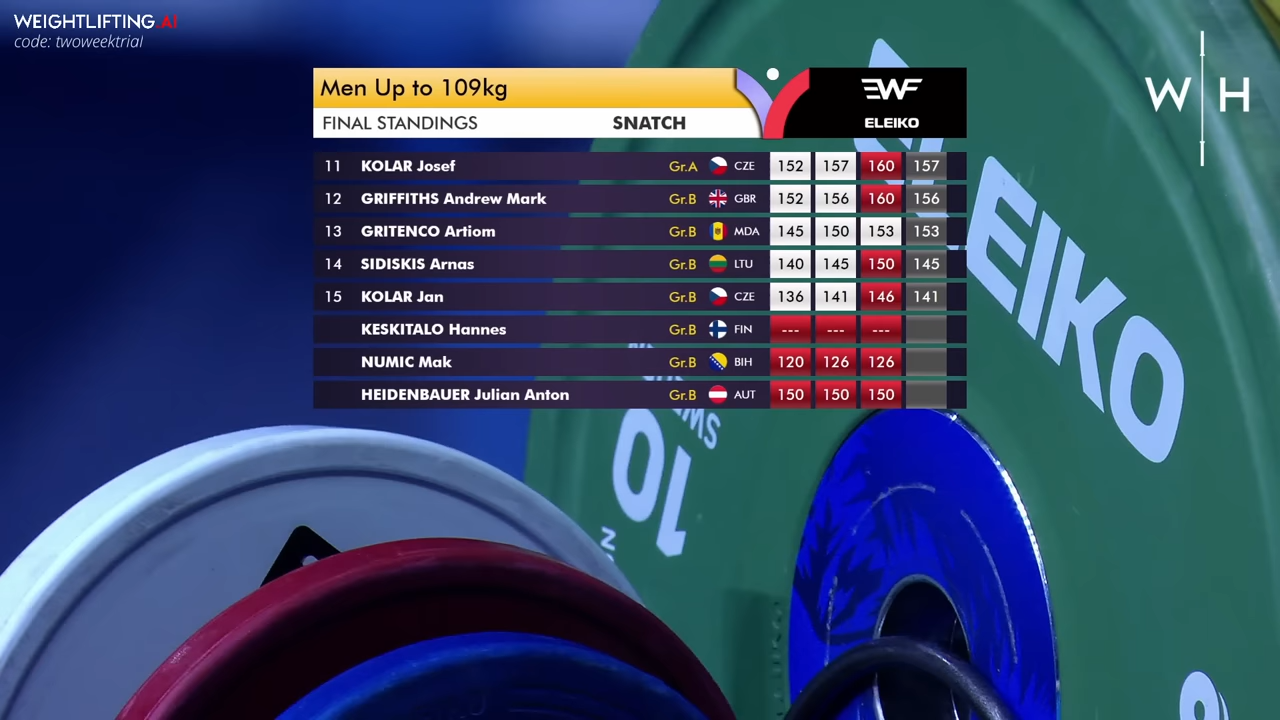 WEIGHTLIFTING.AI
code: twoweektrial
W H
Men Up to 109kg
EWF
ELEIKO
FINAL STANDINGS SNATCH
11 KOLAR Josef Gr.A CZE 152 157 160 157
12 GRIFFITHS Andrew Mark Gr.B GBR 152 156 160 156
13 GRITENCO Artiom Gr.B MDA 145 150 153 153
14 SIDISKIS Arnas Gr.B LTU 140 145 150 145
15 KOLAR Jan Gr.B CZE 136 141 146 141
KESKITALO Hannes Gr.B FIN --- --- ---
NUMIC Mak Gr.B BIH 120 126 126
HEIDENBAUER Julian Anton Gr.B AUT 150 150 150
ELEIKO
10